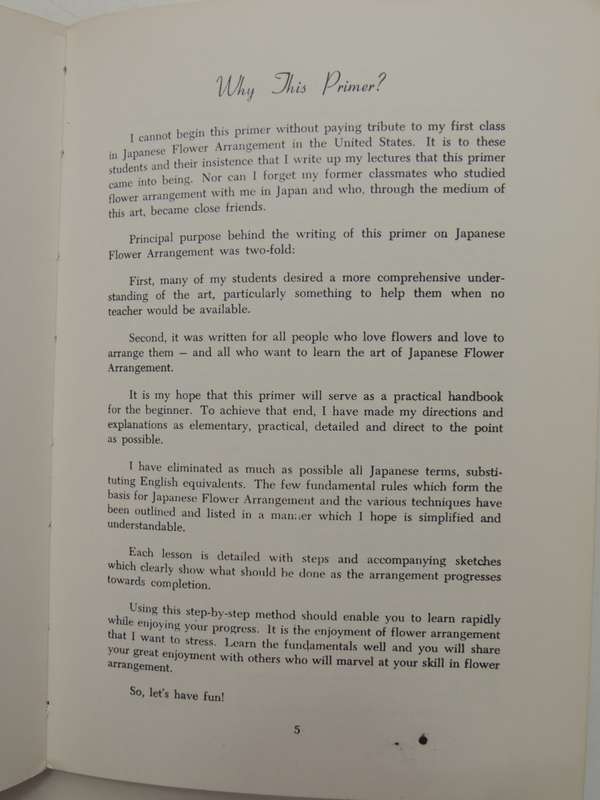 Why This Primer?
I cannot begin this primer without paying tribute to my first class
in Japanese Flower Arrangement in the United States. It is to these
students and their insistence that I write up my lectures that this primer
came into being. Nor can I forget my former classmates who studied
flower arrangement with me in Japan and who, through the medium of
this art, became close friends.
Principal purpose behind the writing of this primer on Japanese
Flower Arrangement was two-fold:
First, many of my students desired a more comprehensive under-
standing of the art, particularly something to help them when no
teacher would be available.
Second, it was written for all people who love flowers and love to
arrange them — and all who want to learn the art of Japanese Flower
Arrangement.
It is my hope that this primer will serve as a practical handbook
for the beginner. To achieve that end, I have made my directions and
explanations as elementary, practical, detailed and direct to the point
as possible.
I have eliminated as much as possible all Japanese terms, substi-
tuting English equivalents. The few fundamental rules which form the
basis for Japanese Flower Arrangement and the various techniques have
been outlined and listed in a manner which I hope is simplified and
understandable.
Each lesson is detailed with steps and accompanying sketches
which clearly show what should be done as the arrangement progresses
towards completion.
Using this step-by-step method should enable you to learn rapidly
while enjoying your progress. It is the enjoyment of flower arrangement
that I want to stress. Learn the fundamentals well and you will share
your great enjoyment with others who will marvel at your skill in flower
arrangement.
So, let's have fun!
5